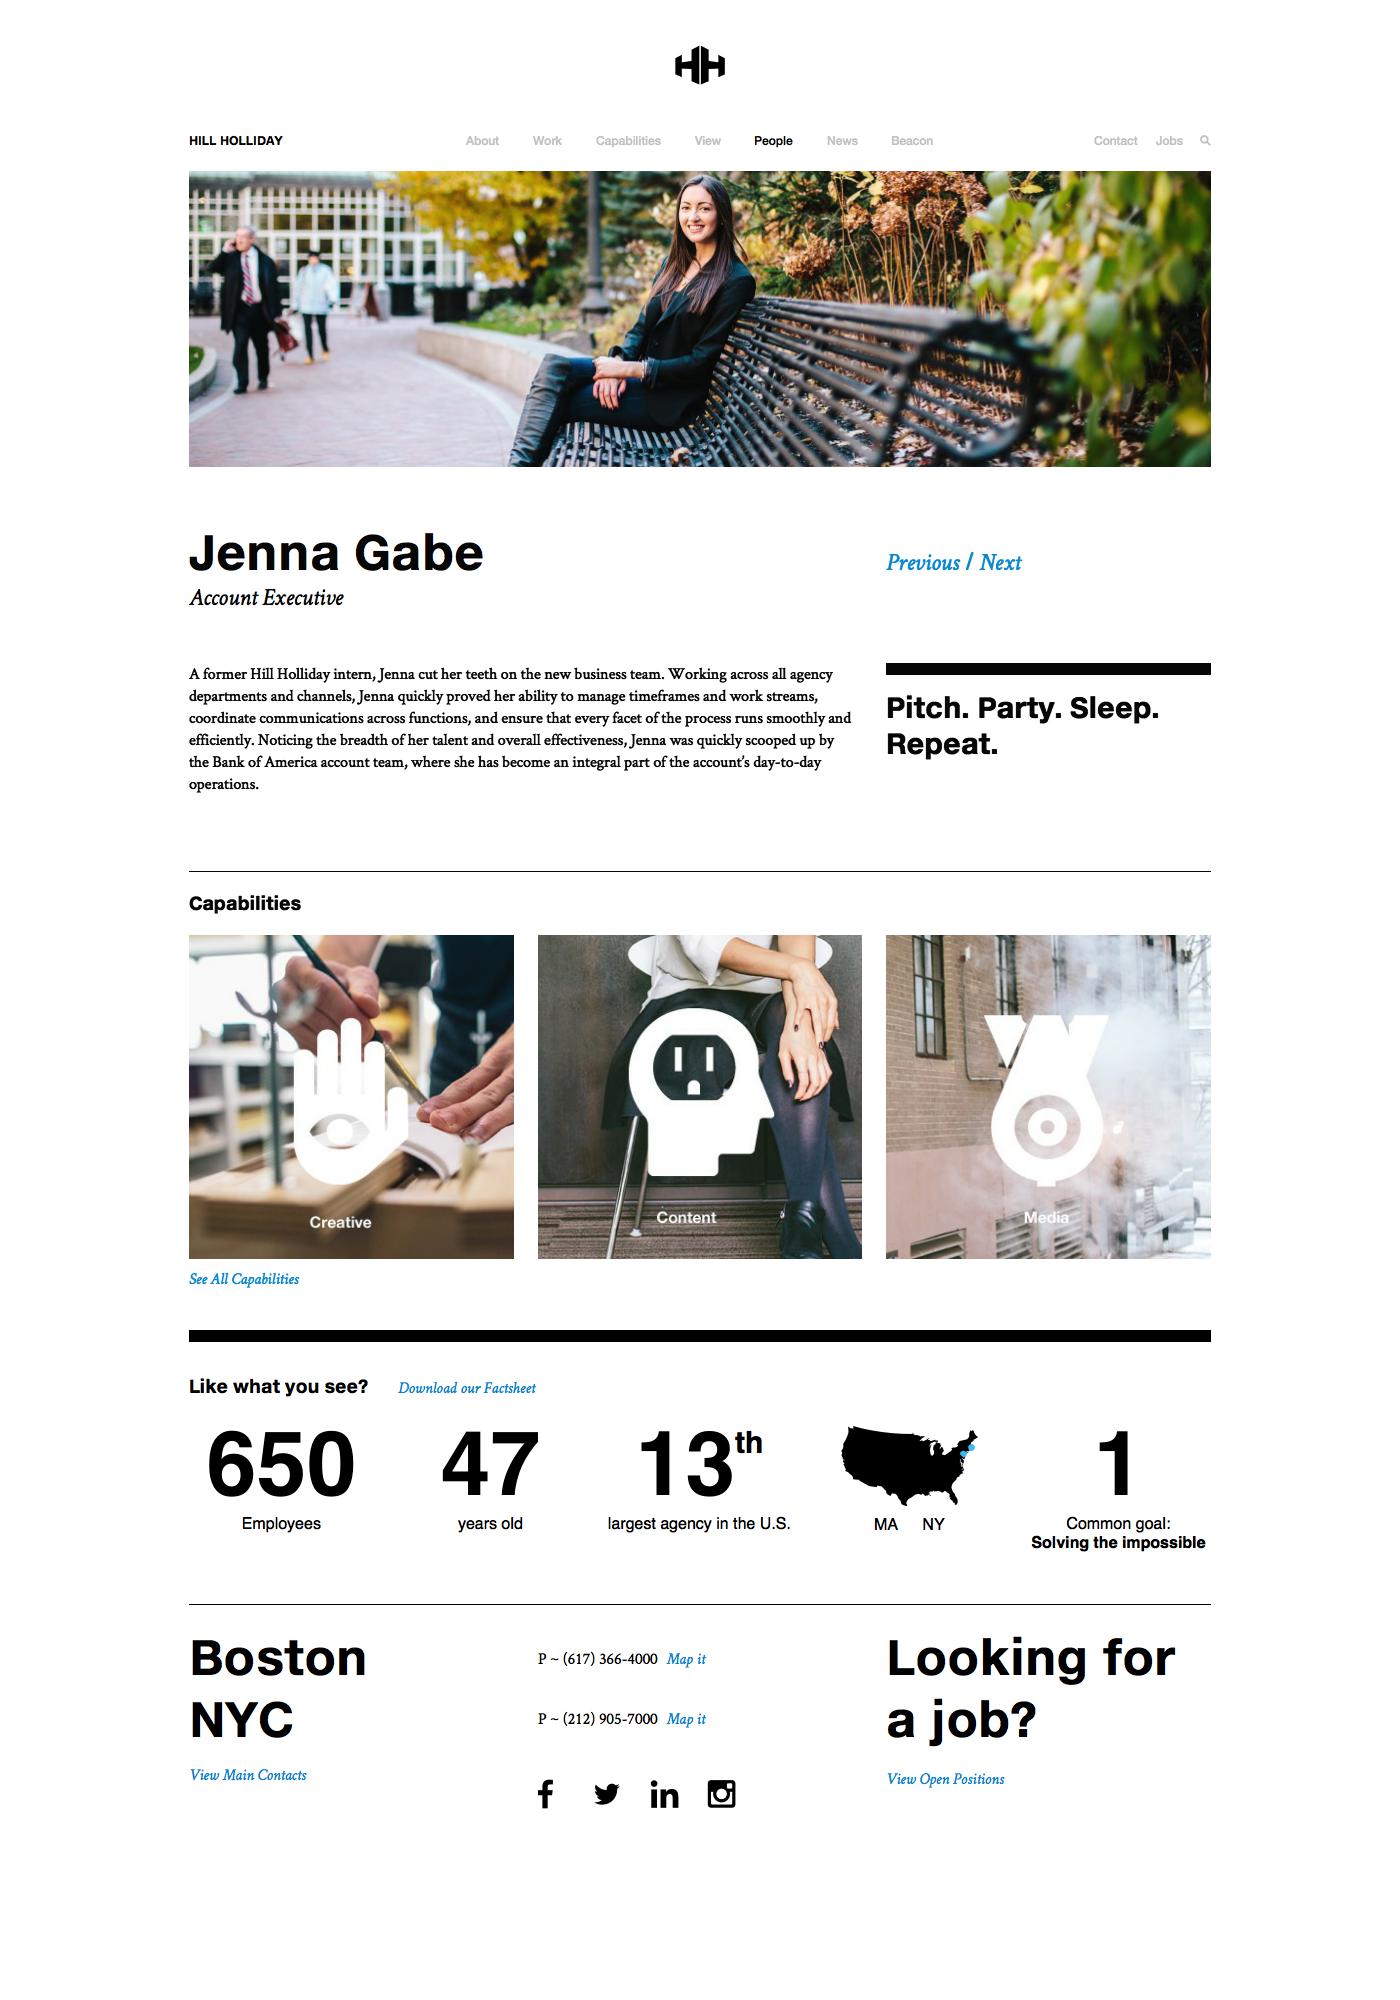 HH
HILL HOLLIDAY About Work Capabilities View People News Beacon Contact Jobs
Jenna Gabe
Account Executive
Previous / Next
A former Hill Holliday intern, Jenna cut her teeth on the new business team. Working across all agency
departments and channels, Jenna quickly proved her ability to manage timeframes and work streams,
coordinate communications across functions, and ensure that every facet of the process runs smoothly and
efficiently. Noticing the breadth of her talent and overall effectiveness, Jenna was quickly scooped up by
the Bank of America account team, where she has become an integral part of the account’s day-to-day
operations.
Pitch. Party. Sleep.
Repeat.
Capabilities
Creative
Content
Media
See All Capabilities
Like what you see? Download our Factsheet
650
Employees
47
years old
13th
largest agency in the U.S.
MA NY
1
Common goal:
Solving the impossible
Boston
NYC
View Main Contacts
P ~ (617) 366-4000 Map it
P ~ (212) 905-7000 Map it
Looking for
a job?
View Open Positions